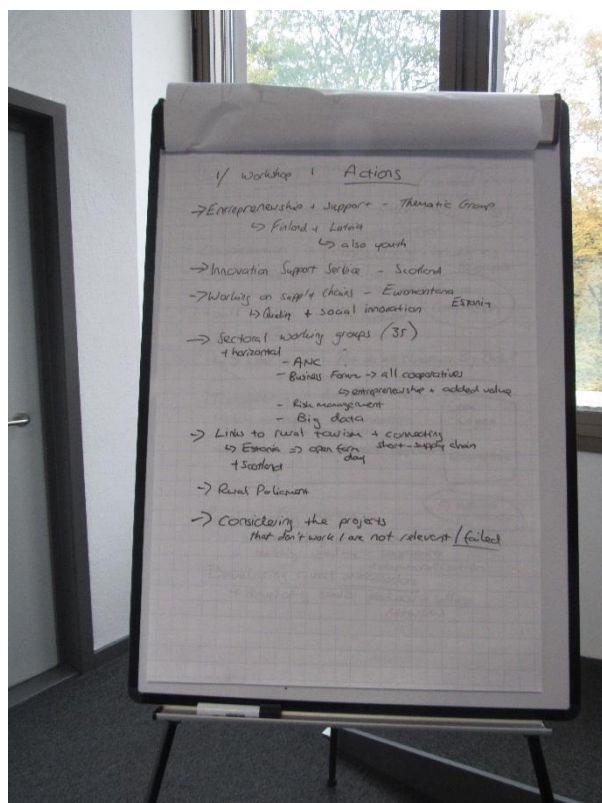 1/ Workshop 1 Actions
→ Entrepreneurship + support - Thematic Group
↳ Finland + Latvia
↳ also youth
→ Innovation Support Service - Scotland
→ Working on supply chains - Euromontana
Estonia
↳ Quality + social innovation
→ Sectoral working groups (35)
+ horizontal
- ANC
- Business Forum → all cooperatives
↳ entrepreneurship + added value
- Risk management
- Big data
→ Links to rural tourism + connecting
↳ Estonia ⇒ open farm short-supply chain
day
+ Scotland
→ Rural Parliament
→ Considering the projects
that don't work / are not relevant / failed